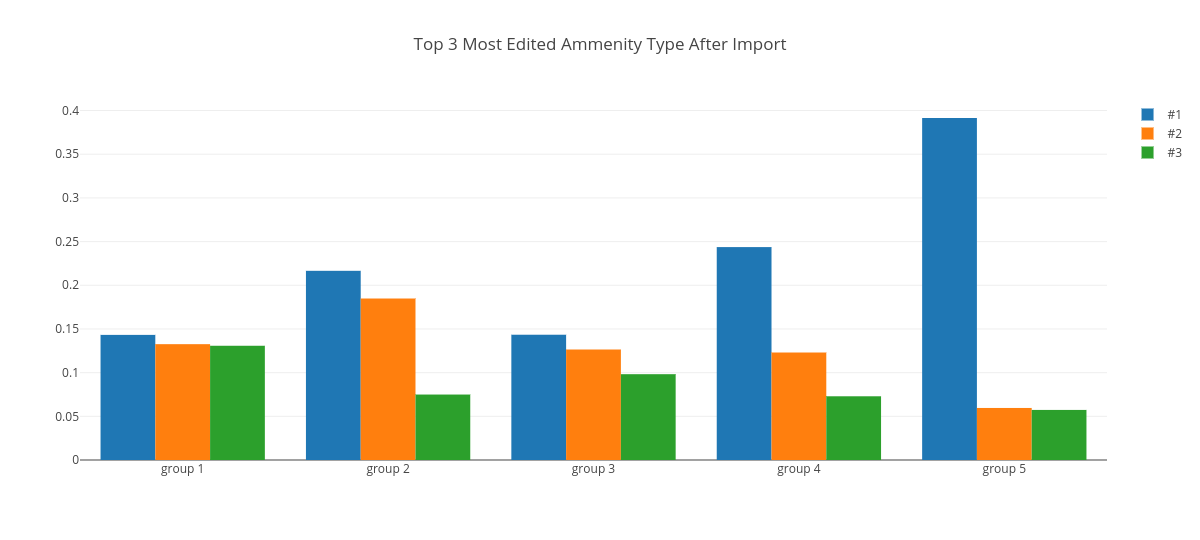 Top 3 Most Edited Ammenity Type After Import
0.4
0.35
0.3
0.25
0.2
0.15
0.1
0.05
0
group 1
group 2
group 3
group 4
group 5
#1
#2
#3